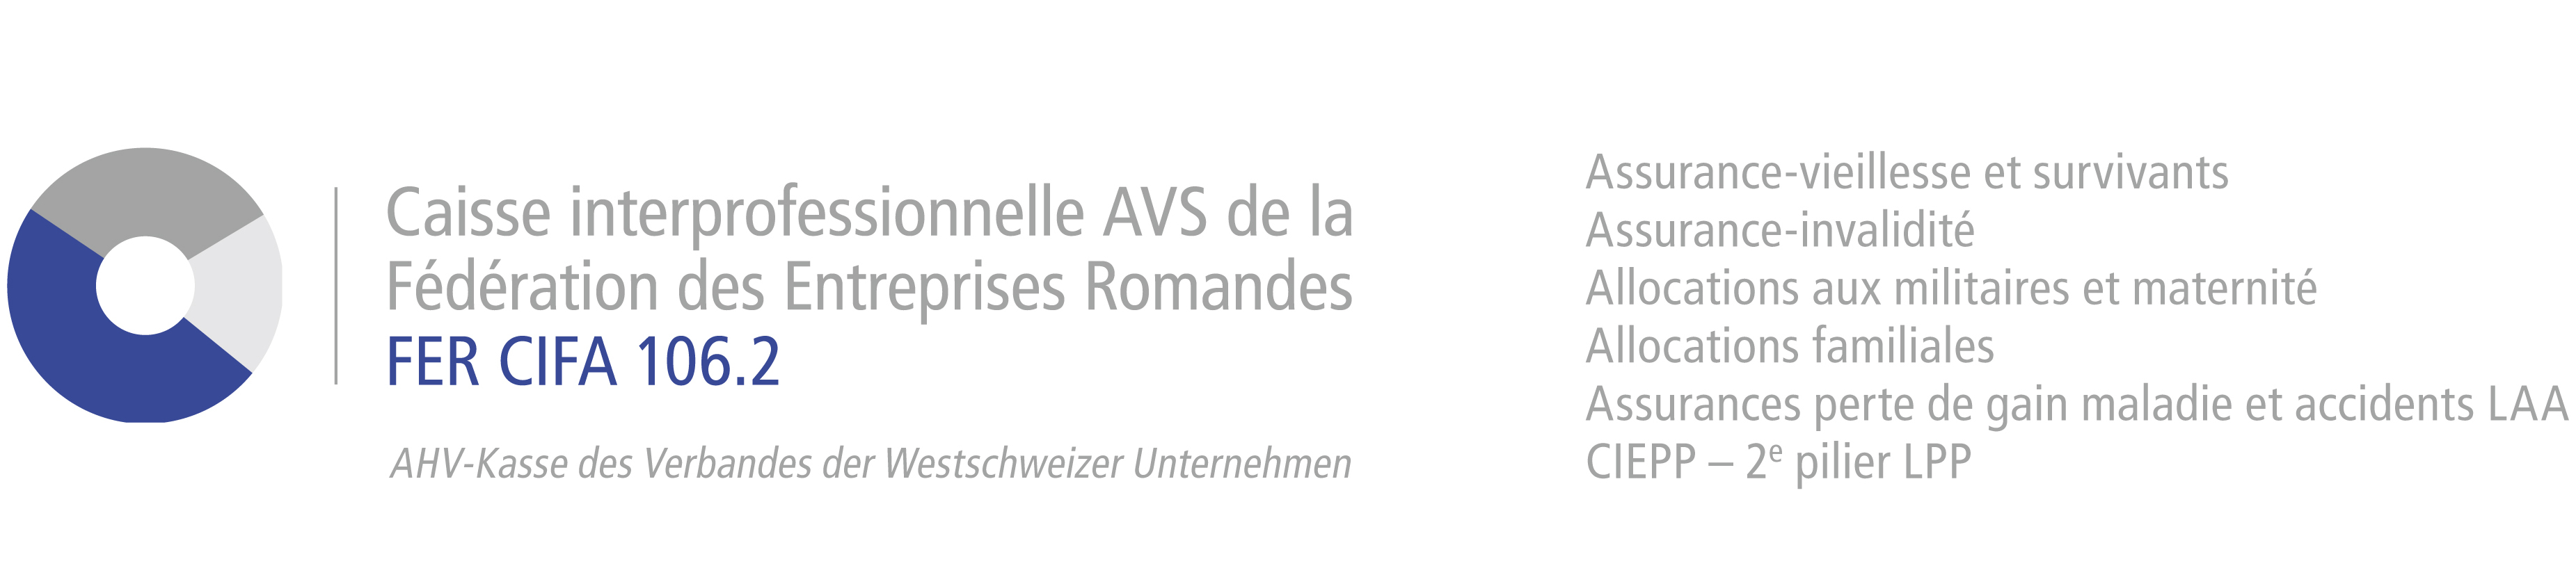 Caisse interprofessionnelle AVS de la
Fédération des Entreprises Romandes
FER CIFA 106.2
AHV-Kasse des Verbandes der Westschweizer Unternehmen
Assurance-vieillesse et survivants
Assurance-invalidité
Allocations aux militaires et maternité
Allocations familiales
Assurances perte de gain maladie et accidents LAA
CIEPP – 2e pilier LPP